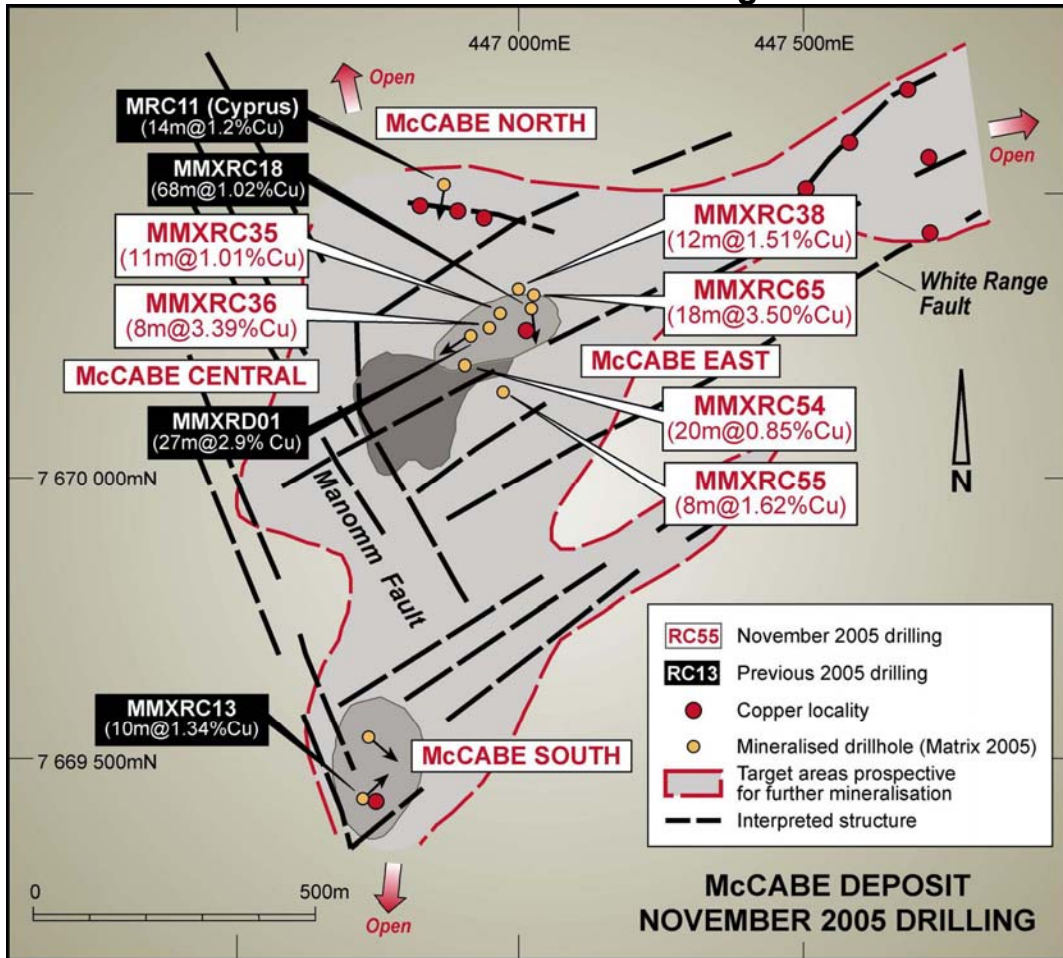 447 000mE
447 500mE
Open
MRC11 (Cyprus)
(14m@1.2%Cu)
McCABE NORTH
Open
MMXRC18
(68m@1.02%Cu)
MMXRC35
(11m@1.01%Cu)
MMXRC38
(12m@1.51%Cu)
White Range
Fault
MMXRC36
(8m@3.39%Cu)
MMXRC65
(18m@3.50%Cu)
McCABE CENTRAL
McCABE EAST
MMXRD01
(27m@2.9% Cu)
MMXRC54
(20m@0.85%Cu)
7 670 000mN
MMXRC55
(8m@1.62%Cu)
N
Manomm Fault
RC55 November 2005 drilling
RC13 Previous 2005 drilling
Copper locality
Mineralised drillhole (Matrix 2005)
Target areas prospective
for further mineralisation
Interpreted structure
MMXRC13
(10m@1.34%Cu)
McCABE SOUTH
7 669 500mN
0 500m
Open
McCABE DEPOSIT
NOVEMBER 2005 DRILLING